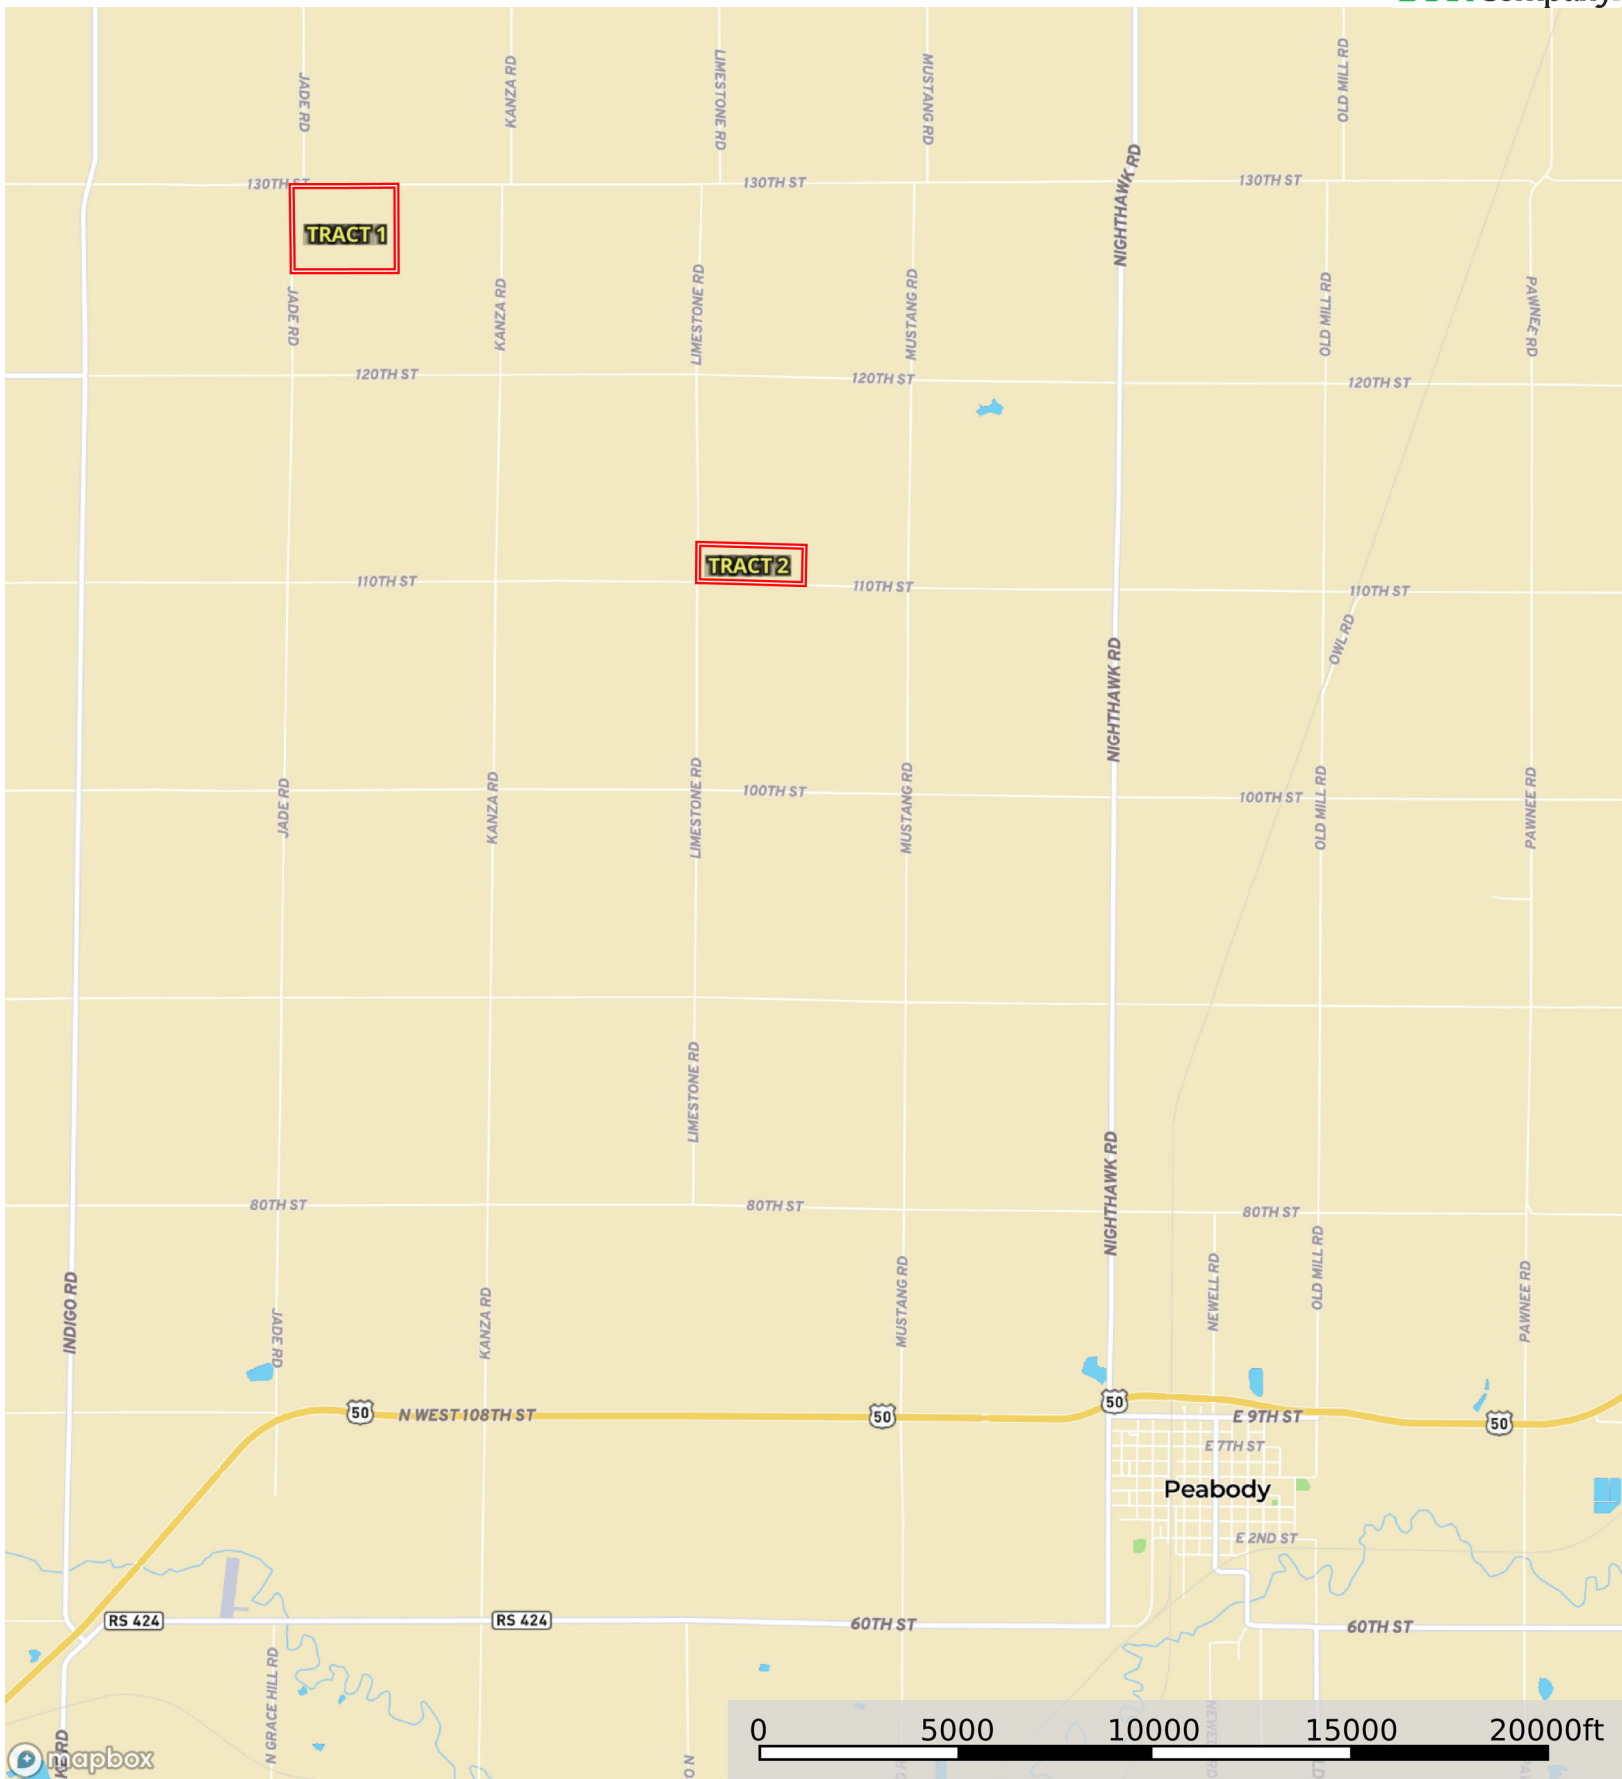 Company
JADE RD
KANZA RD
LIMESTONE RD
MUSTANG RD
OLD MILL RD
NIGHTHAWK RD
130TH ST
130TH ST
130TH ST
TRACT 1
JADE RD
KANZA RD
LIMESTONE RD
MUSTANG RD
OLD MILL RD
PAWNEE RD
120TH ST
120TH ST
120TH ST
TRACT 2
110TH ST
110TH ST
110TH ST
OWL RD
NIGHTHAWK RD
JADE RD
KANZA RD
LIMESTONE RD
100TH ST
MUSTANG RD
100TH ST
OLD MILL RD
PAWNEE RD
LIMESTONE RD
NIGHTHAWK RD
80TH ST
80TH ST
80TH ST
INDIGO RD
JADE RD
KANZA RD
MUSTANG RD
NEWELL RD
OLD MILL RD
PAWNEE RD
50
N WEST 108TH ST
50
50
E 9TH ST
50
E 7TH ST
Peabody
E 2ND ST
RS 424
RS 424
60TH ST
60TH ST
N GRACE HILL RD
KE RD
O N
NEWELL RD
LD
0 5000 10000 15000 20000ft
mapbox